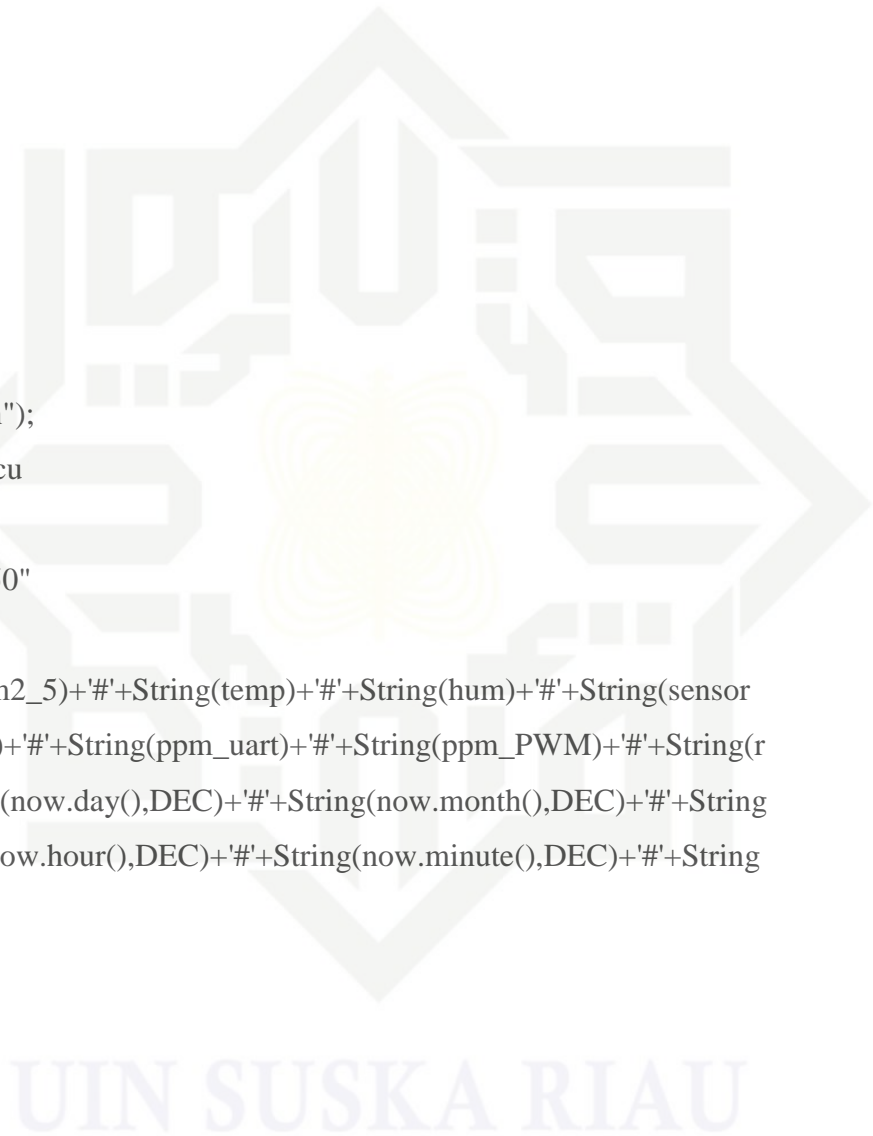 ");
cu
0"
2_5)+'#'+String(temp)+'#'+String(hum)+'#'+String(sensor
)+'#'+String(ppm_uart)+'#'+String(ppm_PWM)+'#'+String(r
(now.day(),DEC)+'#'+String(now.month(),DEC)+'#'+String
ow.hour(),DEC)+'#'+String(now.minute(),DEC)+'#'+String
UIN SUSKA RIAU